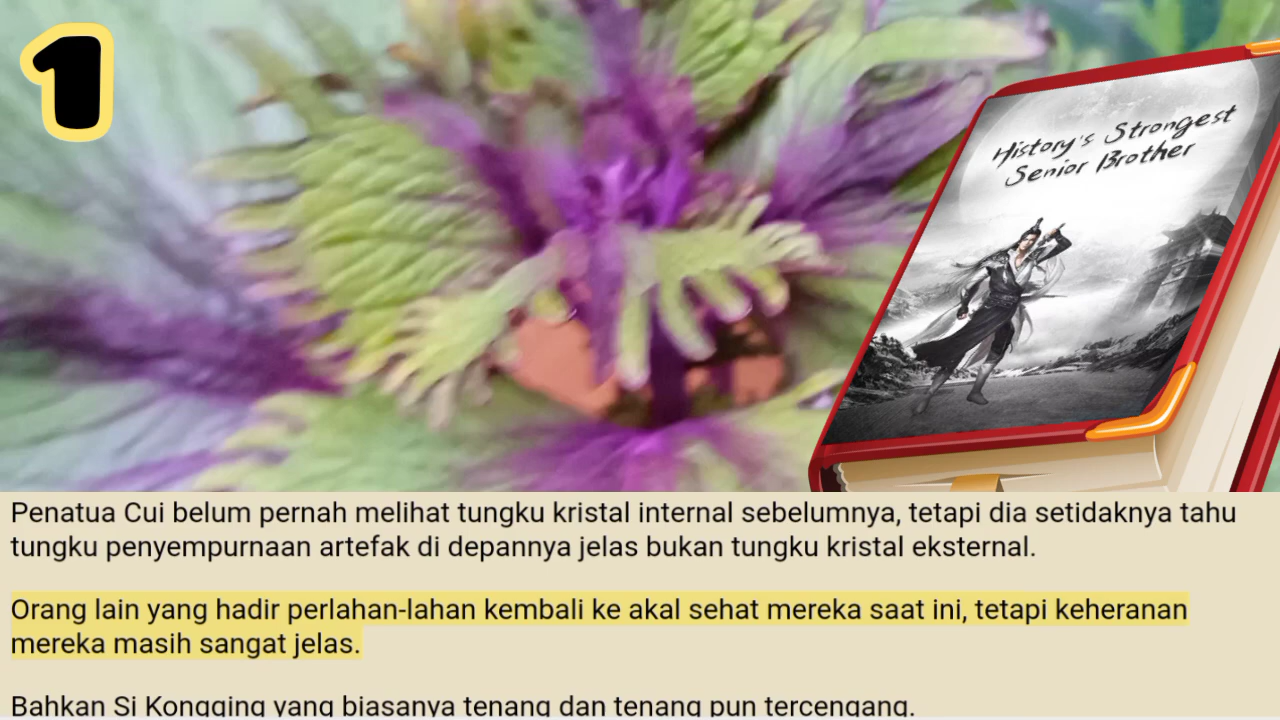 1
History's Strongest
Senior Brother
Penatua Cui belum pernah melihat tungku kristal internal sebelumnya, tetapi dia setidaknya tahu
tungku penyempurnaan artefak di depannya jelas bukan tungku kristal eksternal.
Orang lain yang hadir perlahan-lahan kembali ke akal sehat mereka saat ini, tetapi keheranan
mereka masih sangat jelas.
Bahkan Si Kongqing yang biasanya tenang dan tenang pun tercengang.